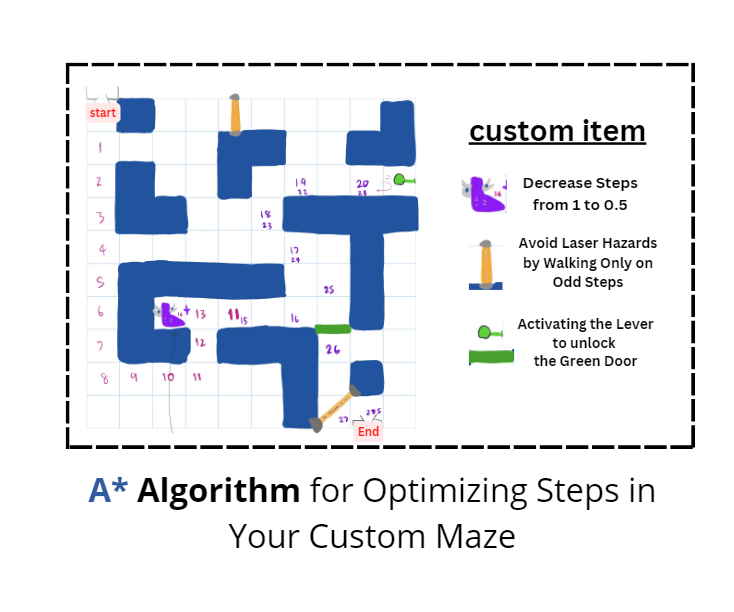 start
custom item
1
2
19
22
20
21
Decrease Steps
from 1 to 0.5
3
18
23
4
17
24
Avoid Laser Hazards
by Walking Only on
Odd Steps
5
25
6
13
11
15
16
Activating the Lever
to unlock
the Green Door
7
12
26
8
9
10
11
27
28.5
End
A* Algorithm for Optimizing Steps in
Your Custom Maze